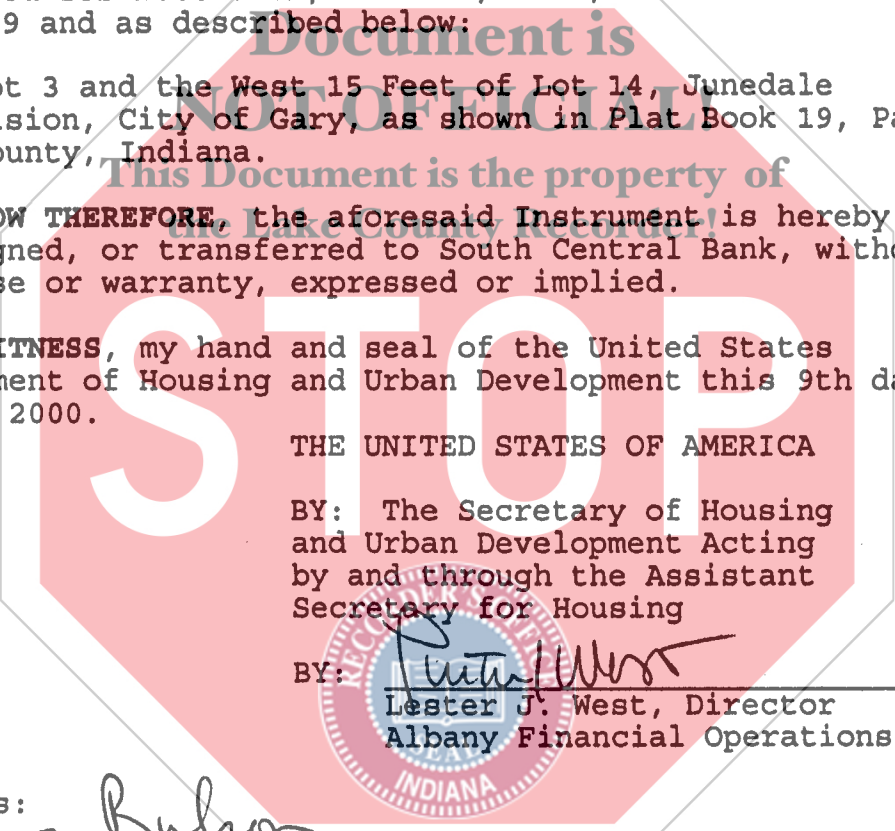 9 and as described below:
Document is
ot 3 and the West 15 Feet of Lot 14, Junedale
NOT OFFICIAL!
ision, City of Gary, as shown in Plat Book 19, Pa
ounty, Indiana.
This Document is the property of
OW THEREFORE, the aforesaid Instrument is hereby
the Lake County Recorder!
gned, or transferred to South Central Bank, witho
se or warranty, expressed or implied.
STOP
ITNESS, my hand and seal of the United States
ment of Housing and Urban Development this 9th da
2000.
THE UNITED STATES OF AMERICA
BY: The Secretary of Housing
and Urban Development Acting
by and through the Assistant
Secretary for Housing
RECORDER'S OFFICE
BY:
Lester J. West, Director
Albany Financial Operations
SEAL
INDIANA
s: